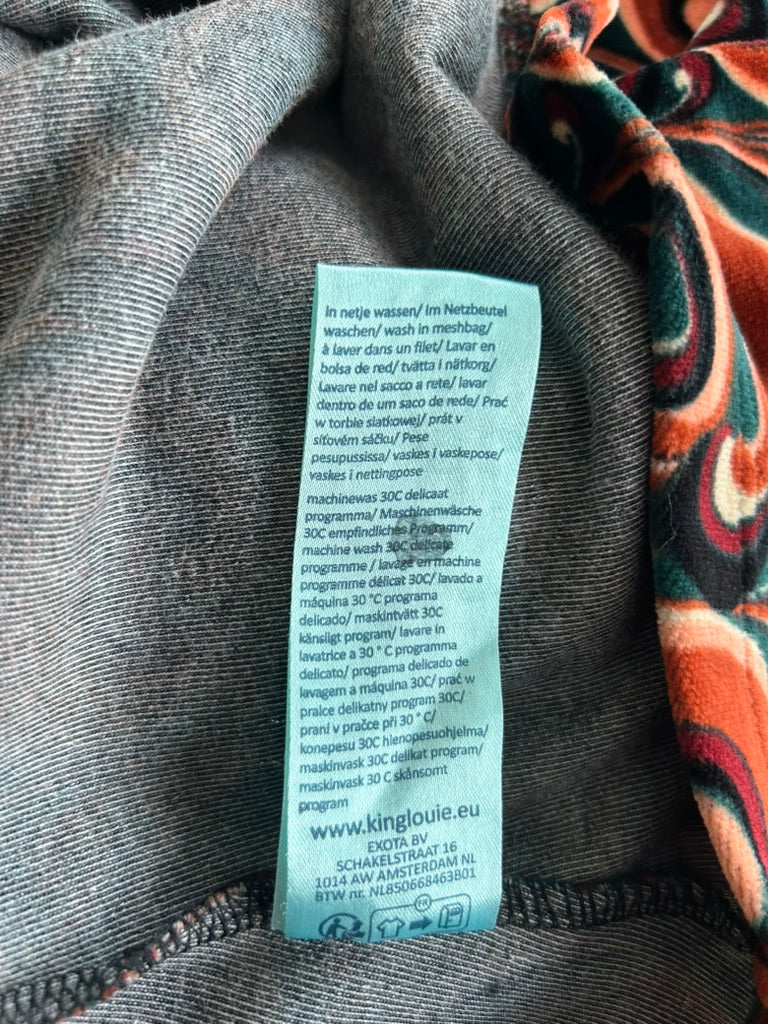 In netje wassen/ Im Netzbeutel
waschen/ wash in meshbag/
à laver dans un filet/ Lavar en
bolsa de red/ tvätta i nätkorg/
Lavare nel sacco a rete/ lavar
dentro de um saco de rede/ Prać
w torbie siatkowej/ prát v
síťovém sáčku/ Pese
pesupussissa/ vaskes i vaskepose/
vaskes i nettingpose
machinewas 30C delicaat
programma/ Maschinenwäsche
30C empfindliches Programm/
machine wash 30C delicate
programme / lavage en machine
programme délicat 30C/ lavado a
máquina 30 °C programa
delicado/ maskintvätt 30C
känsligt program/ lavare in
lavatrice a 30 ° C programma
delicato/ programa delicado de
lavagem a máquina 30C/ prać w
pralce delikatny program 30C/
praní v pračce při 30 ° C/
konepesu 30C hienopesuohjelma/
maskinvask 30C delikat program/
maskinvask 30 C skånsomt
program
www.kinglouie.eu
EXOTA BV
SCHAKELSTRAAT 16
1014 AW AMSTERDAM NL
BTW nr. NL850668463B01
FR